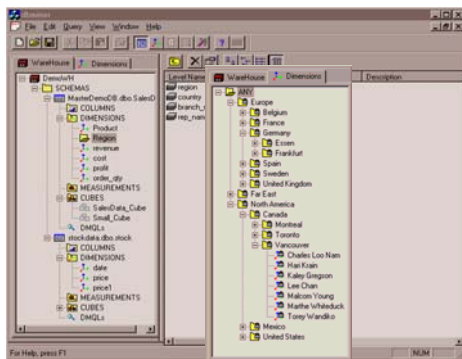 File Edit Query View Window Help
WareHouse Dimensions
DemoWH
SCHEMAS
MasterDemoDB.dbo.SalesD
COLUMNS
DIMENSIONS
Product
Region
revenue
cost
profit
order_qty
MEASUREMENTS
CUBES
SalesData_Cube
Small_Cube
DMQLs
stockdata.dbo.stock
COLUMNS
DIMENSIONS
date
price
price1
MEASUREMENTS
CUBES
DMQLs
Level Name
region
country
branch_
rep_nam
Description
WareHouse Dimensions
ANY
Europe
Belgium
France
Germany
Essen
Frankfurt
Spain
Sweden
United Kingdom
Far East
North America
Canada
Montreal
Toronto
Vancouver
Charles Loo Nam
Hari Krain
Kaley Gregson
Lee Chan
Malcom Young
Marthe Whiteduck
Torey Wandiko
Mexico
United States
For Help, press F1
NUM